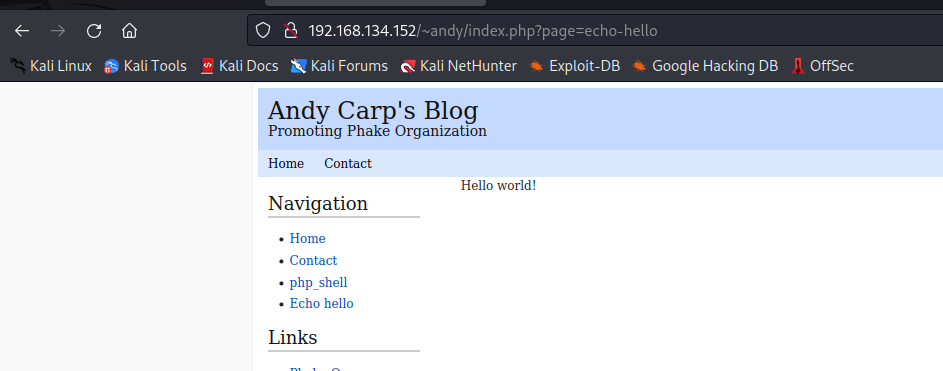 192.168.134.152/~andy/index.php?page=echo-hello
Kali Linux Kali Tools Kali Docs Kali Forums Kali NetHunter Exploit-DB Google Hacking DB OffSec
Andy Carp's Blog
Promoting Phake Organization
Home Contact
Hello world!
Navigation
Home
Contact
php_shell
Echo hello
Links